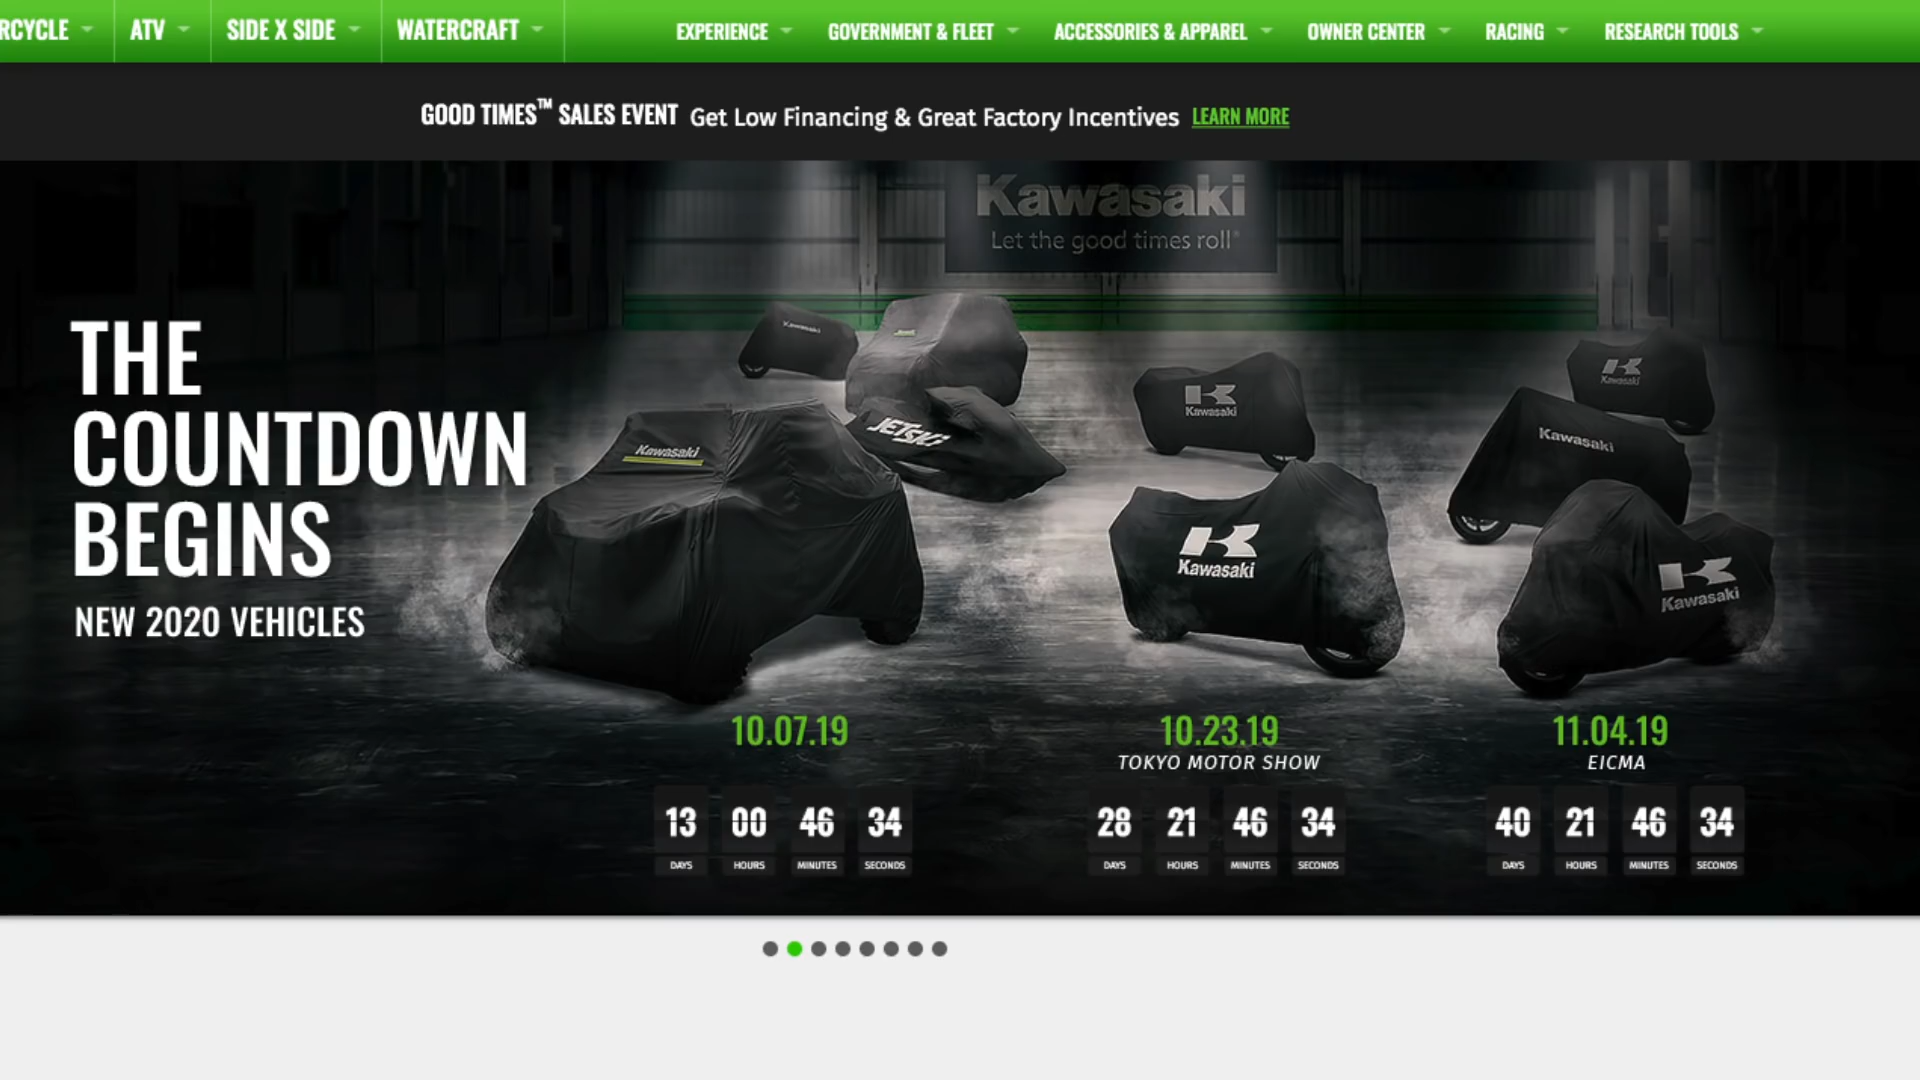 RCYCLE
ATV
SIDE X SIDE
WATERCRAFT
EXPERIENCE
GOVERNMENT & FLEET
ACCESSORIES & APPAREL
OWNER CENTER
RACING
RESEARCH TOOLS
GOOD TIMES™ SALES EVENT Get Low Financing & Great Factory Incentives LEARN MORE
Kawasaki
Let the good times roll®
THE
COUNTDOWN
BEGINS
NEW 2020 VEHICLES
Kawasaki
Kawasaki
JETSKI
Kawasaki
Kawasaki
Kawasaki
Kawasaki
Kawasaki
10.07.19
13 00 46 34
DAYS HOURS MINUTES SECONDS
10.23.19
TOKYO MOTOR SHOW
28 21 46 34
DAYS HOURS MINUTES SECONDS
11.04.19
EICMA
40 21 46 34
DAYS HOURS MINUTES SECONDS